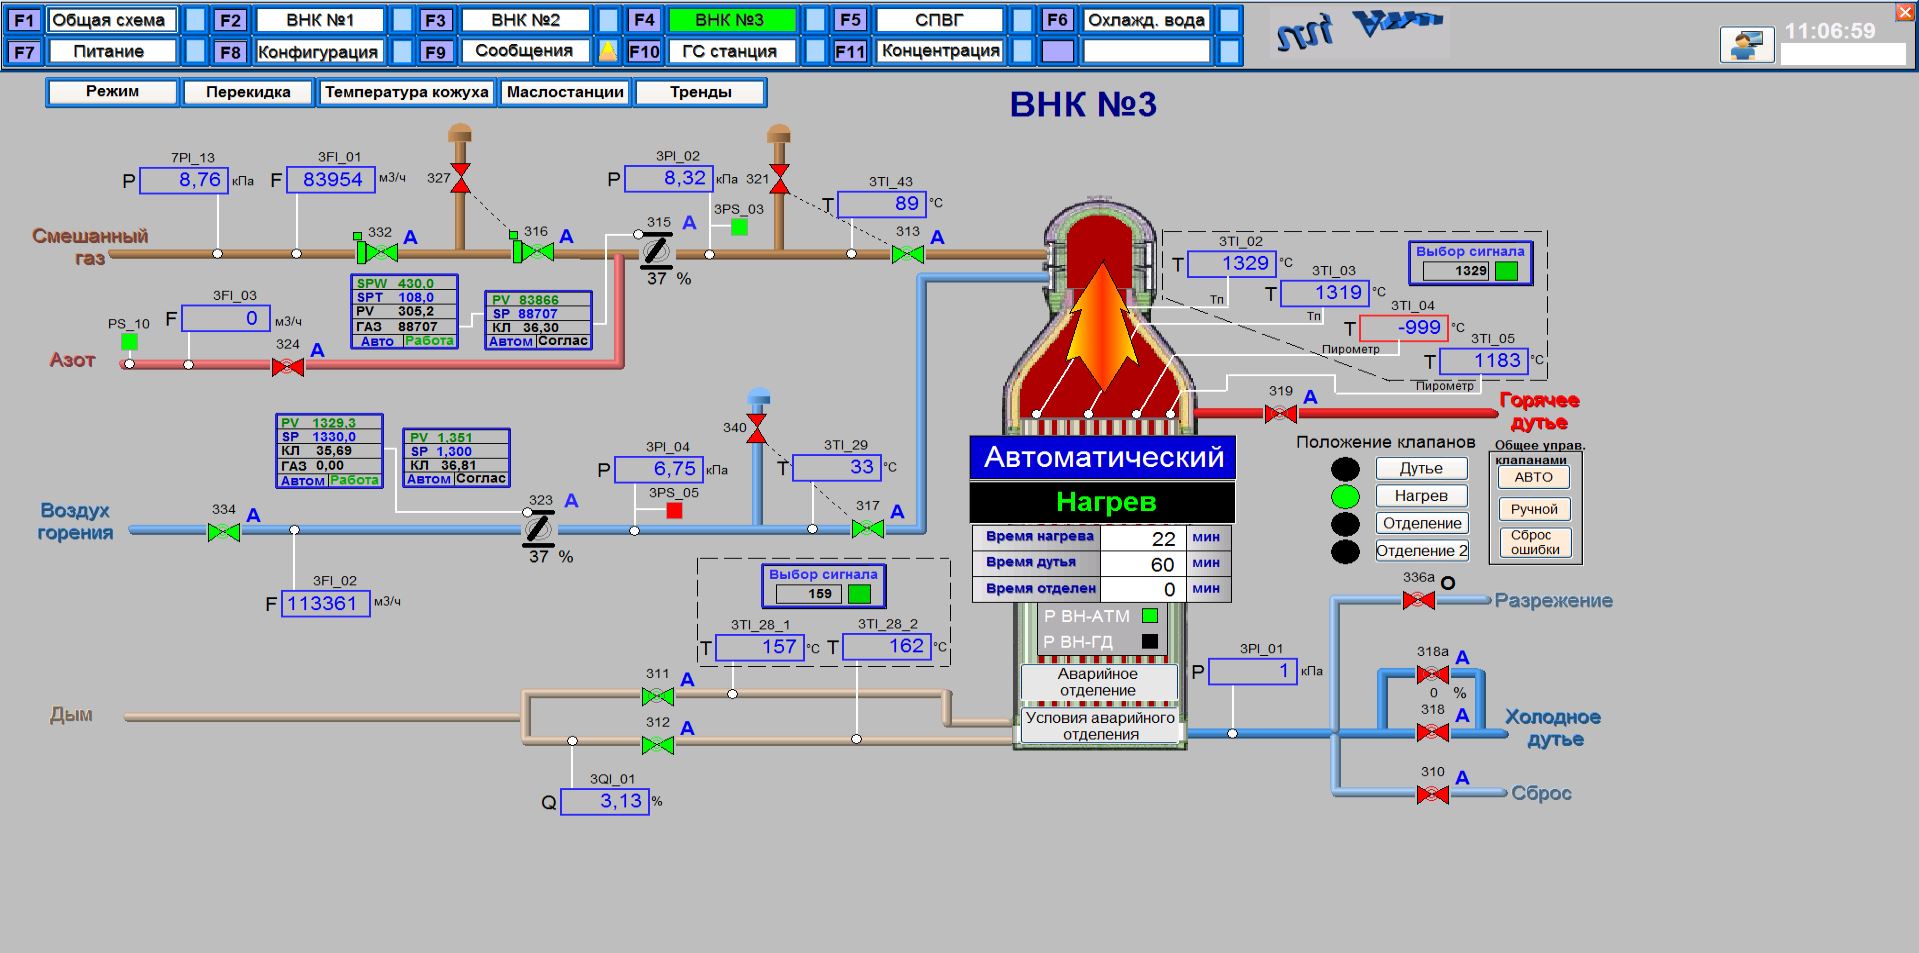 F1 Общая схема F2 ВНК №1 F3 ВНК №2 F4 ВНК №3 F5 СПВГ F6 Охлажд. вода
F7 Питание F8 Конфигурация F9 Сообщения F10 ГС станция F11 Концентрация
11:06:59
Режим Перекидка Температура кожуха Маслостанции Тренды
ВНК №3
7PI_13
P 8,76 кПа
3FI_01
F 83954 м3/ч
327
3PI_02
P 8,32 кПа
321
3TI_43
T 89 °C
3PS_03
Смешанный
газ
332 A
316 A
315 A
37 %
313 A
3TI_02
T 1329 °C
Тп
3TI_03
T 1319 °C
Тп
3TI_04
T -999 °C
Пирометр
3TI_05
T 1183 °C
Пирометр
Выбор сигнала
1329
SPW 430,0
SPT 108,0
PV 305,2
ГАЗ 88707
Авто Работа
PV 83866
SP 88707
КЛ 36,30
Автом Соглас
PS_10
3FI_03
F 0 м3/ч
324 A
Азот
319 A
Горячее
дутье
PV 1329,3
SP 1330,0
КЛ 35,69
ГАЗ 0,00
Автом Работа
PV 1,351
SP 1,300
КЛ 36,81
Автом Соглас
340
3PI_04
P 6,75 кПа
3PS_05
3TI_29
T 33 °C
Воздух
горения
334 A
323 A
37 %
317 A
3FI_02
F 113361 м3/ч
Автоматический
Нагрев
Время нагрева 22 мин
Время дутья 60 мин
Время отделен 0 мин
P ВН-АТМ
P ВН-ГД
Аварийное
отделение
Условия аварийного
отделения
Положение клапанов
Дутье
Нагрев
Отделение
Отделение 2
Общее управ.
клапанами
АВТО
Ручной
Сброс
ошибки
Выбор сигнала
159
3TI_28_1
T 157 °C
3TI_28_2
T 162 °C
Дым
311 A
312 A
3QI_01
Q 3,13 %
3PI_01
P 1 кПа
336а O
Разрежение
318а A
0 %
318 A
Холодное
дутье
310 A
Сброс